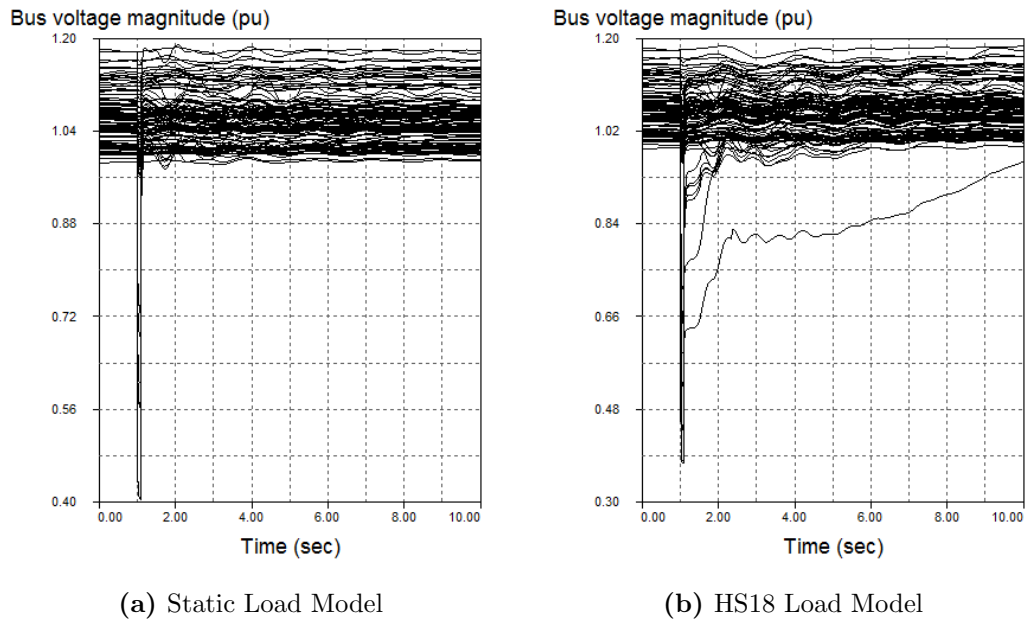 Bus voltage magnitude (pu)
1.20
1.04
0.88
0.72
0.56
0.40
0.00 2.00 4.00 6.00 8.00 10.00
Time (sec)
(a) Static Load Model
Bus voltage magnitude (pu)
1.20
1.02
0.84
0.66
0.48
0.30
0.00 2.00 4.00 6.00 8.00 10.00
Time (sec)
(b) HS18 Load Model